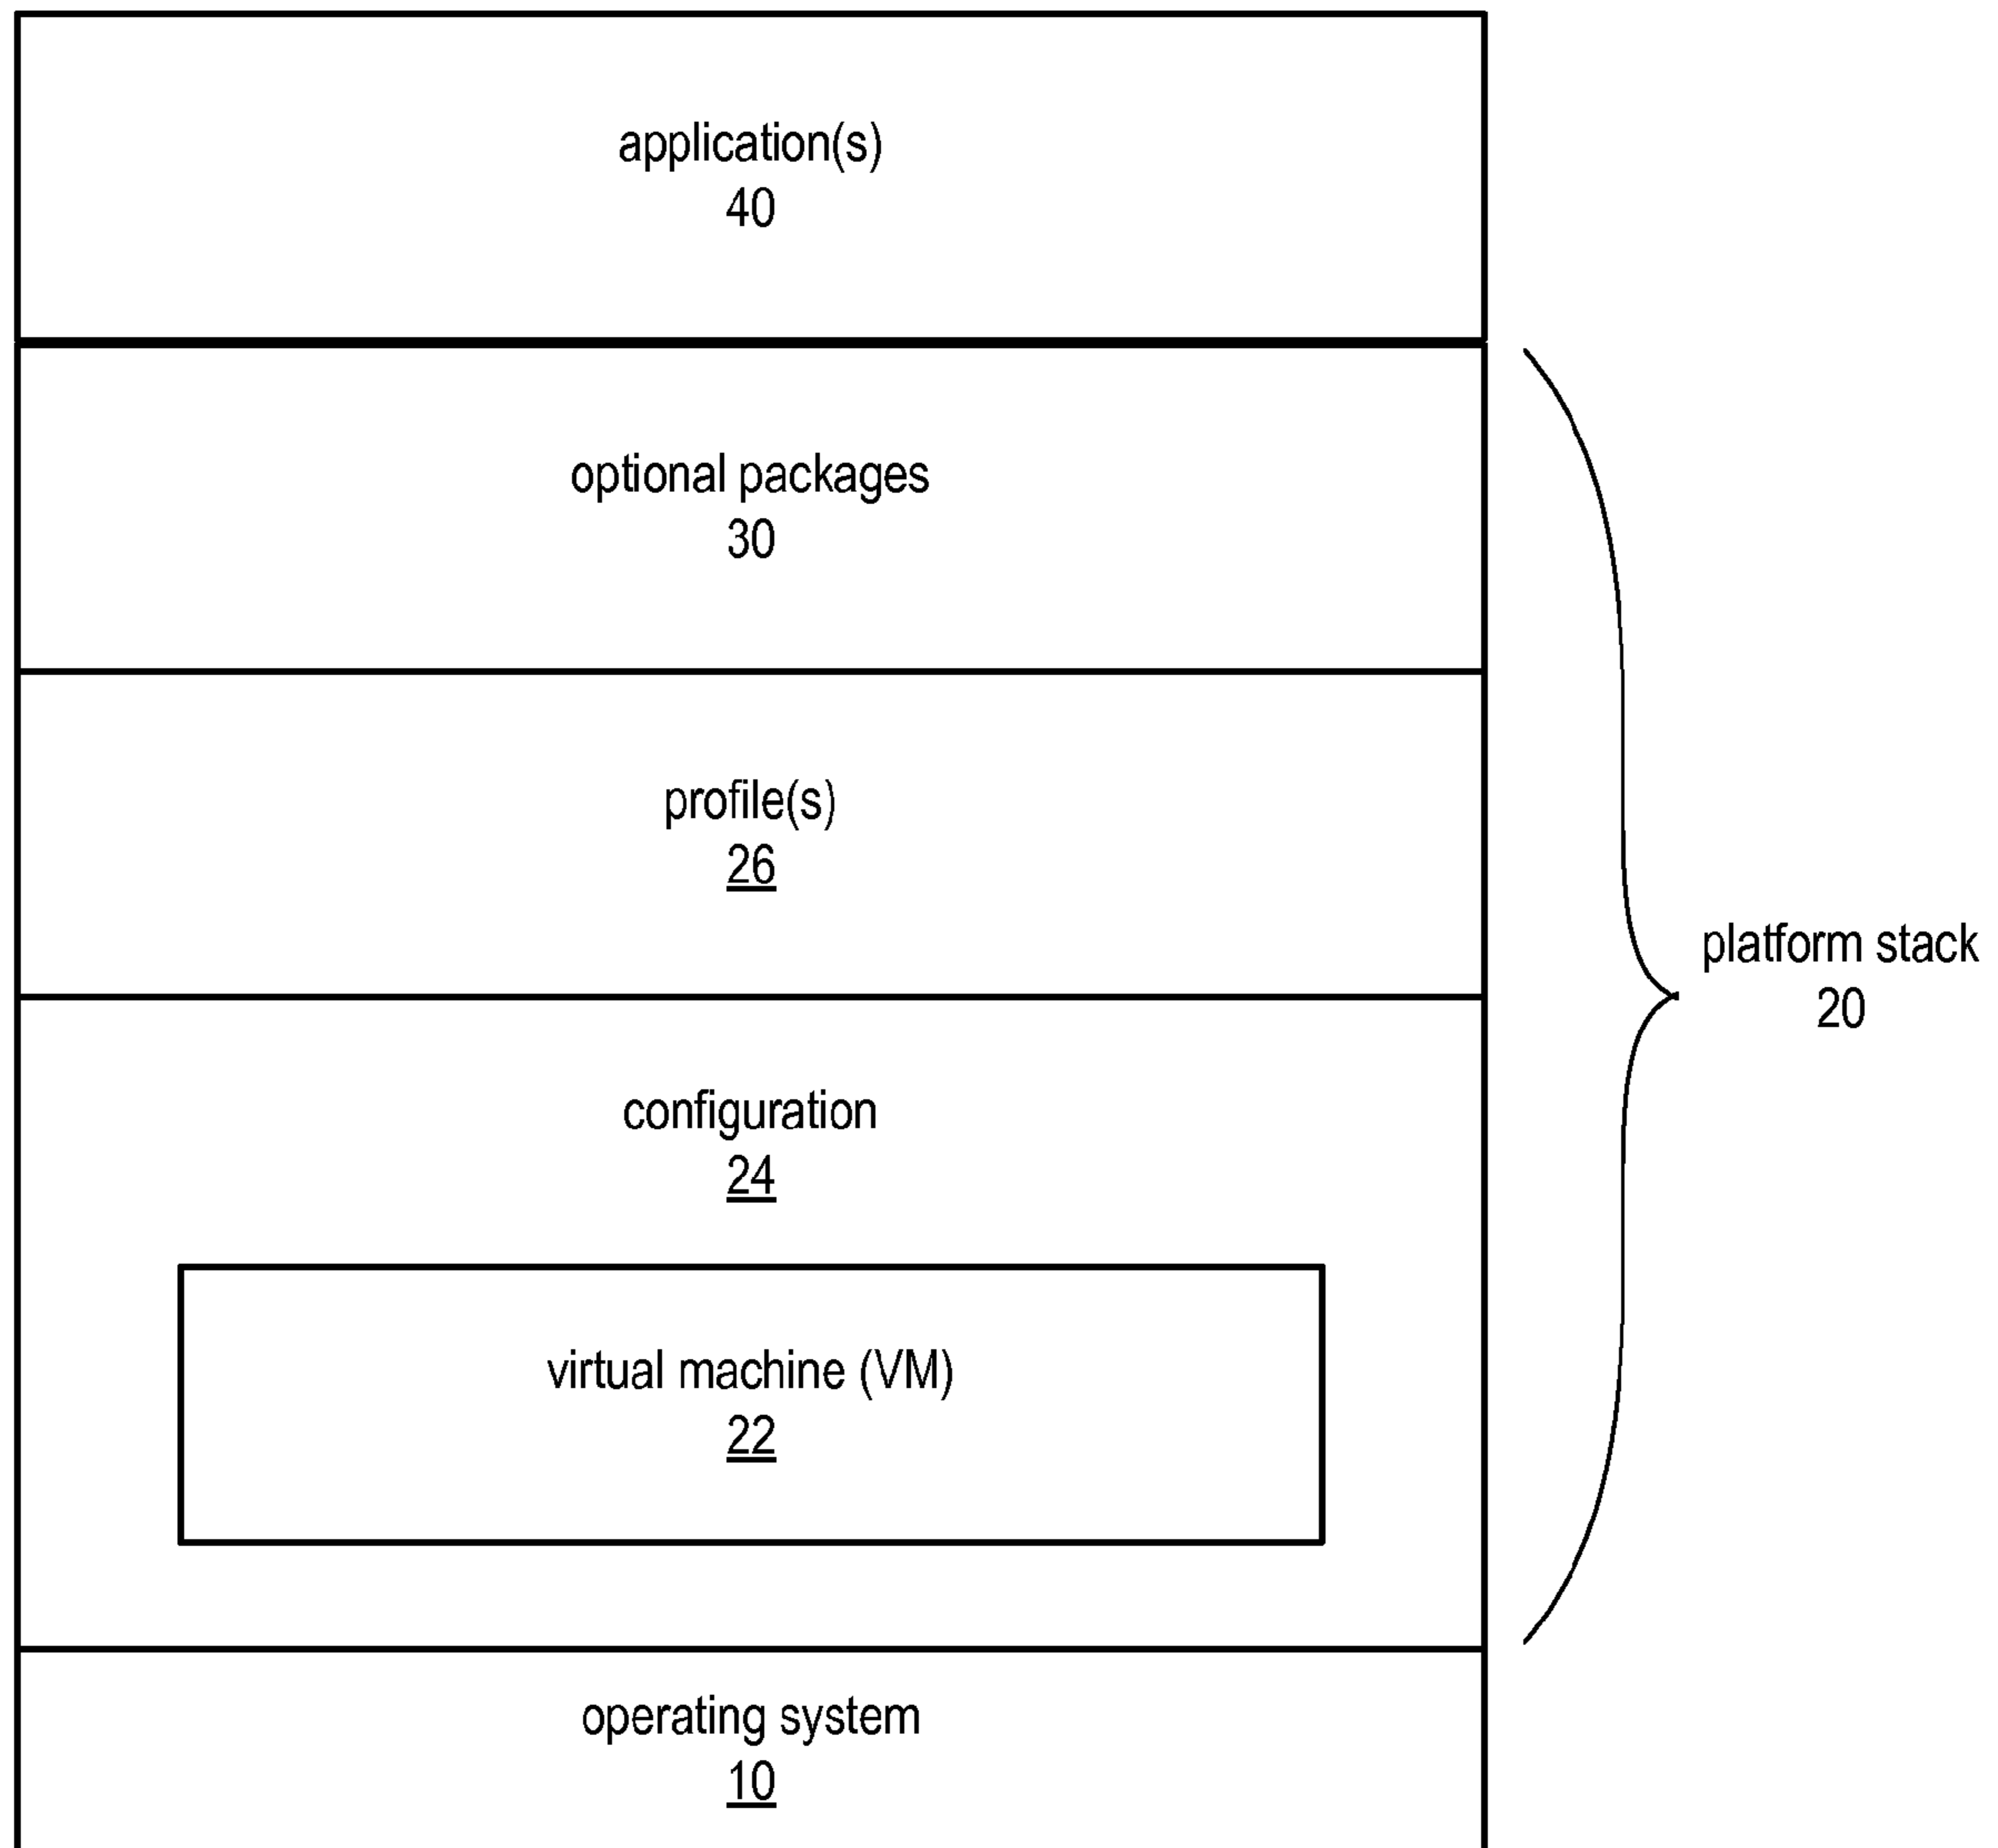 application(s)
40
optional packages
30
profile(s)
26
platform stack
20
configuration
24
virtual machine (VM)
22
operating system
10